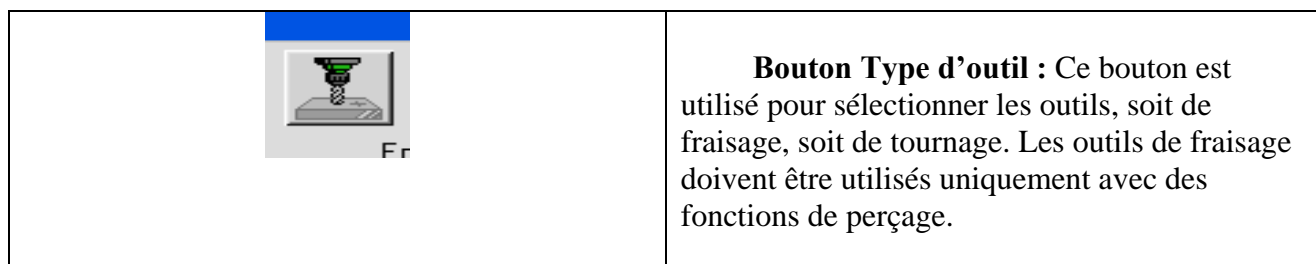 Bouton Type d’outil : Ce bouton est
utilisé pour sélectionner les outils, soit de
fraisage, soit de tournage. Les outils de fraisage
doivent être utilisés uniquement avec des
fonctions de perçage.